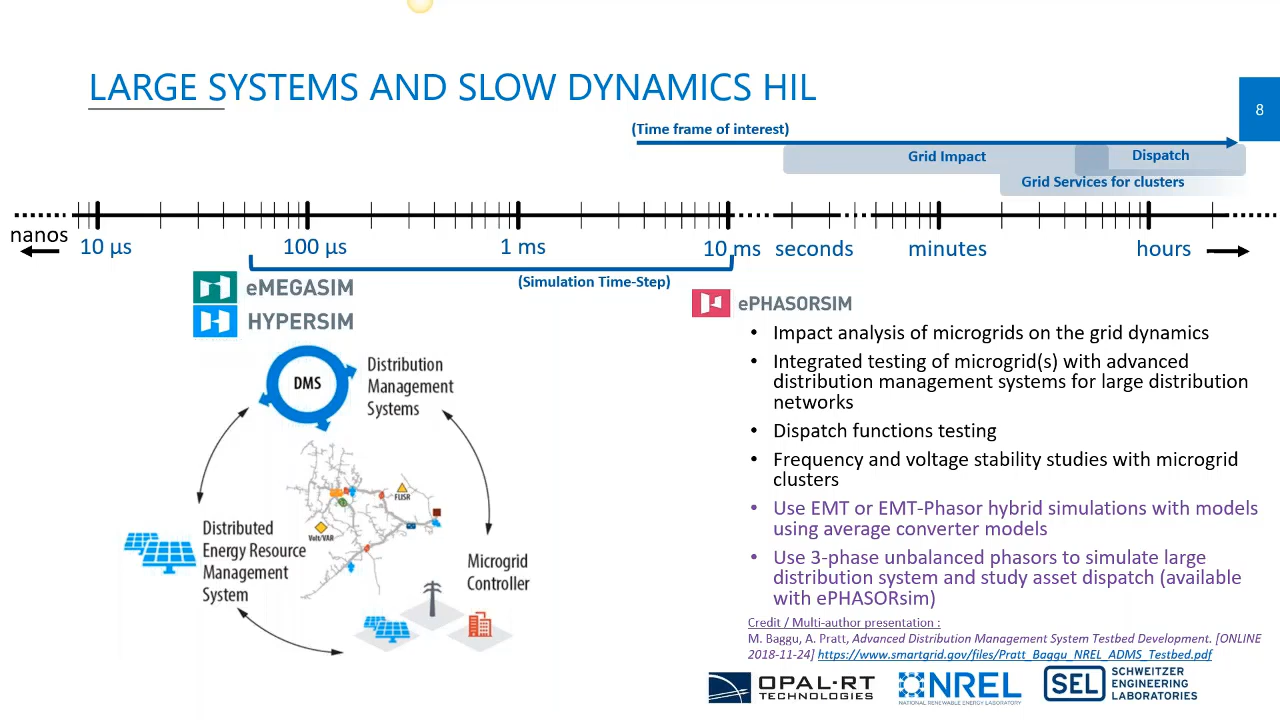 LARGE SYSTEMS AND SLOW DYNAMICS HIL
8
(Time frame of interest)
Grid Impact
Dispatch
Grid Services for clusters
nanos
10 µs
100 µs
1 ms
10 ms
seconds
minutes
hours
(Simulation Time-Step)
eMEGASIM
HYPERSIM
ePHASORSIM
DMS
Distribution
Management
Systems
FLISR
Volt/VAR
Distributed
Energy Resource
Management
System
Microgrid
Controller
• Impact analysis of microgrids on the grid dynamics
• Integrated testing of microgrid(s) with advanced
distribution management systems for large distribution
networks
• Dispatch functions testing
• Frequency and voltage stability studies with microgrid
clusters
• Use EMT or EMT-Phasor hybrid simulations with models
using average converter models
• Use 3-phase unbalanced phasors to simulate large
distribution system and study asset dispatch (available
with ePHASORsim)
Credit / Multi-author presentation :
M. Baggu, A. Pratt, Advanced Distribution Management System Testbed Development. [ONLINE
2018-11-24] https://www.smartgrid.gov/files/Pratt_Baggu_NREL_ADMS_Testbed.pdf
OPAL-RT
TECHNOLOGIES
NREL
NATIONAL RENEWABLE ENERGY LABORATORY
SEL
SCHWEITZER
ENGINEERING
LABORATORIES